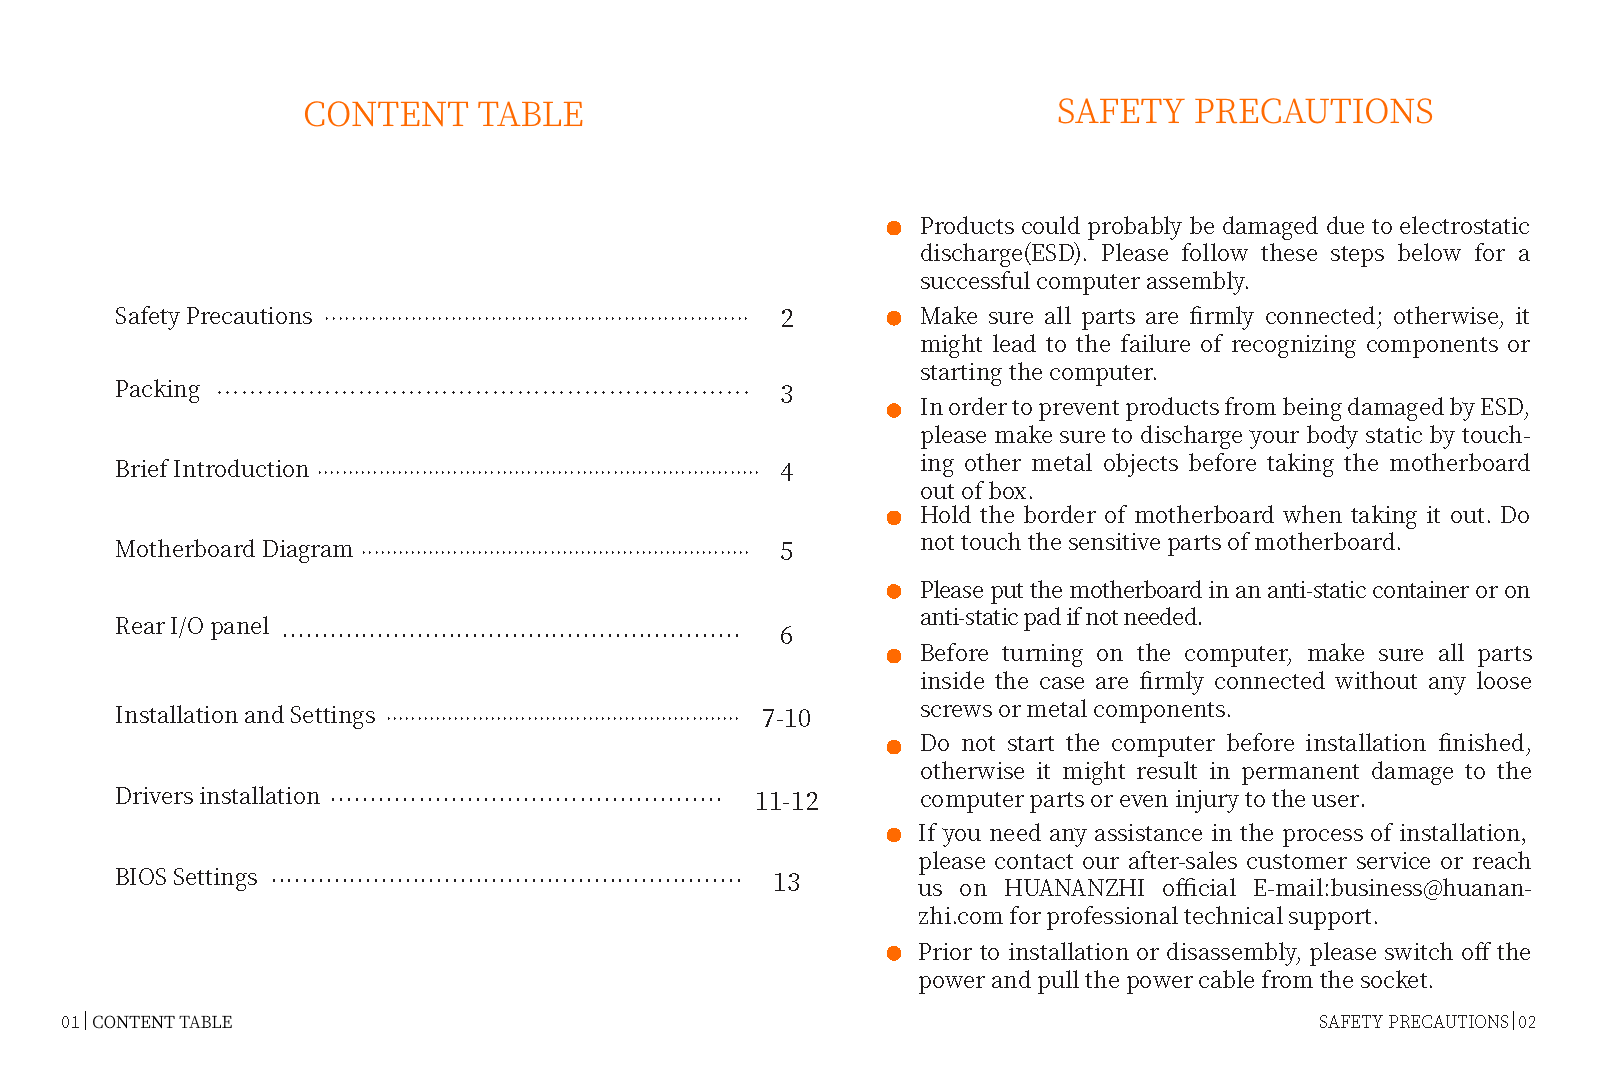 CONTENT TABLE
Safety Precautions ........................................................ 2
Packing ........................................................ 3
Brief Introduction ........................................................ 4
Motherboard Diagram ........................................................ 5
Rear I/O panel ........................................................ 6
Installation and Settings ........................................................ 7-10
Drivers installation ........................................................ 11-12
BIOS Settings ........................................................ 13
01 | CONTENT TABLE
SAFETY PRECAUTIONS
● Products could probably be damaged due to electrostatic
discharge(ESD). Please follow these steps below for a
successful computer assembly.
● Make sure all parts are firmly connected; otherwise, it
might lead to the failure of recognizing components or
starting the computer.
● In order to prevent products from being damaged by ESD,
please make sure to discharge your body static by touch-
ing other metal objects before taking the motherboard
out of box.
● Hold the border of motherboard when taking it out. Do
not touch the sensitive parts of motherboard.
● Please put the motherboard in an anti-static container or on
anti-static pad if not needed.
● Before turning on the computer, make sure all parts
inside the case are firmly connected without any loose
screws or metal components.
● Do not start the computer before installation finished,
otherwise it might result in permanent damage to the
computer parts or even injury to the user.
● If you need any assistance in the process of installation,
please contact our after-sales customer service or reach
us on HUANANZHI official E-mail:business@huanan-
zhi.com for professional technical support.
● Prior to installation or disassembly, please switch off the
power and pull the power cable from the socket.
SAFETY PRECAUTIONS | 02